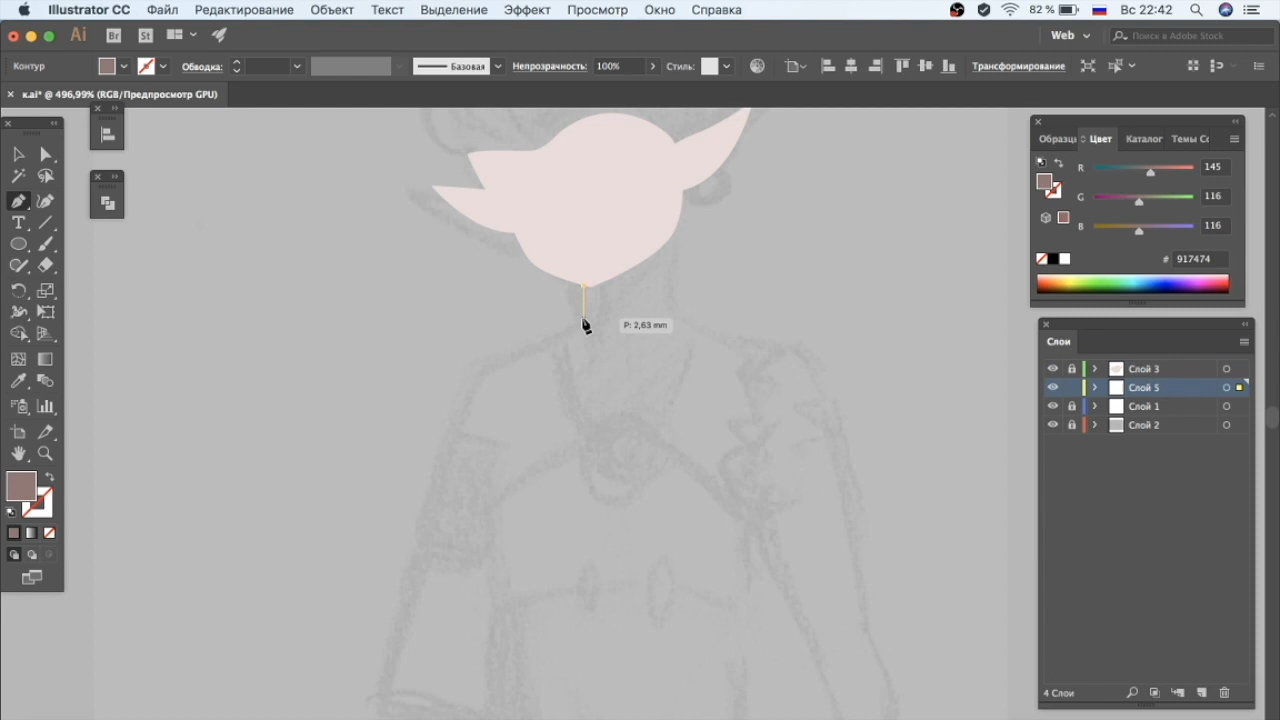 Illustrator CC Файл Редактирование Объект Текст Выделение Эффект Просмотр Окно Справка 82 % Вс 22:42
Ai Br St Web Поиск в Adobe Stock
Контур Обводка: Базовая Непрозрачность: 100% Стиль: Трансформирование
к.ai* @ 496,99% (RGB/Предпросмотр GPU)
Образцы Цвет Каталог Темы Co
R 145
G 116
B 116
# 917474
P: 2,63 mm
Слои
Слой 3
Слой 5
Слой 1
Слой 2
4 Слои